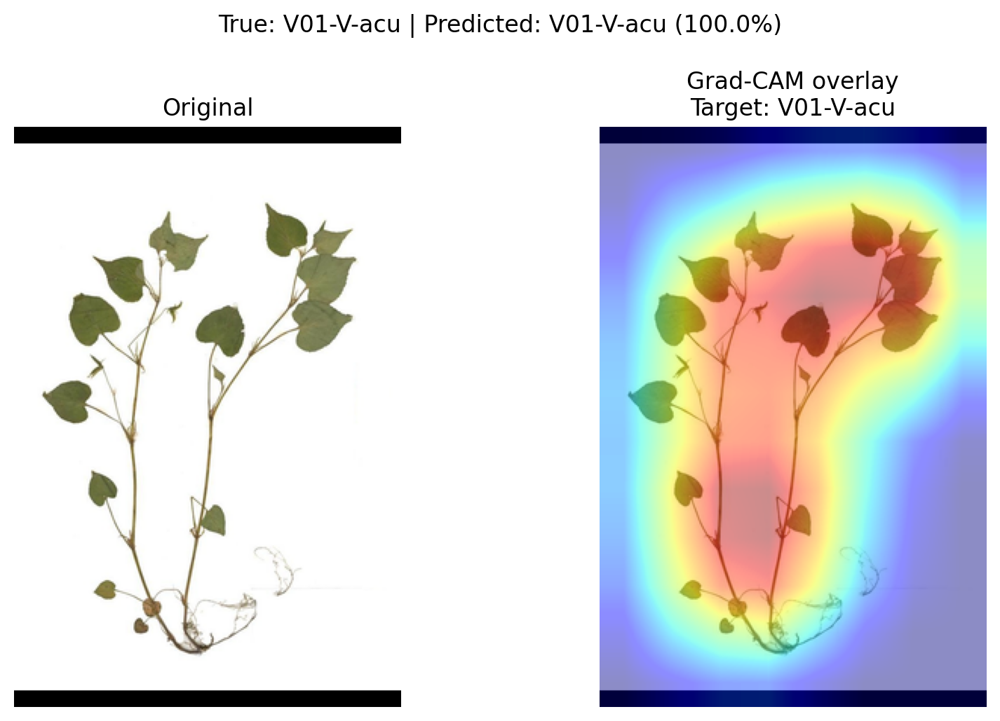 True: V01-V-acu | Predicted: V01-V-acu (100.0%)
Original
Grad-CAM overlay
Target: V01-V-acu